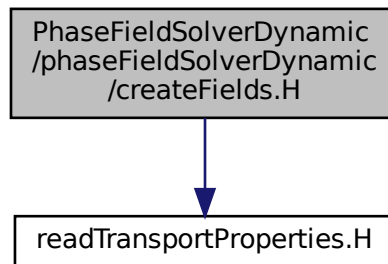 PhaseFieldSolverDynamic
/phaseFieldSolverDynamic
/createFields.H
readTransportProperties.H